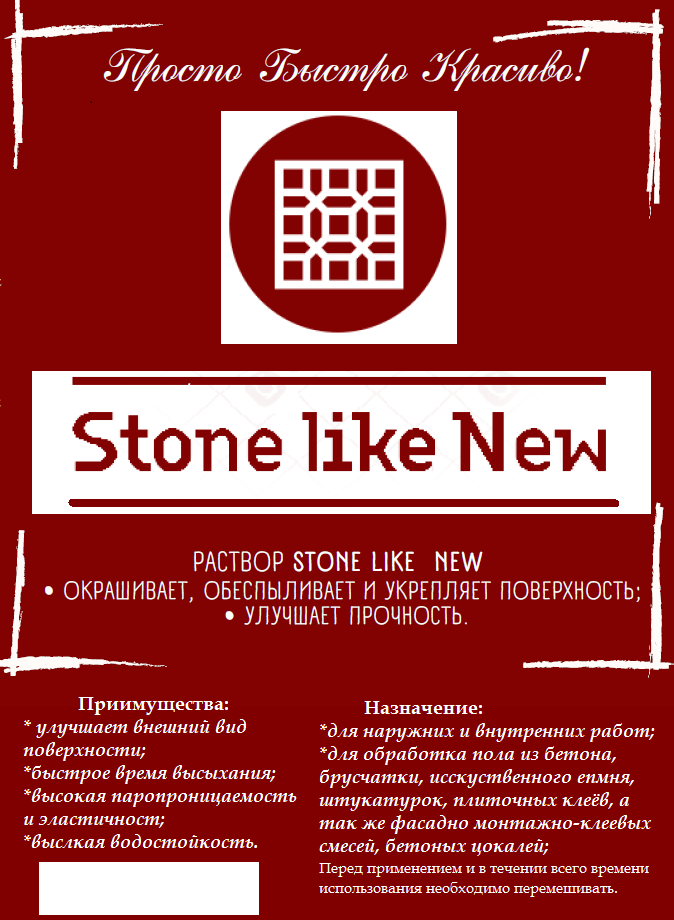 Просто Быстро Красиво!
Stone like New
РАСТВОР STONE LIKE NEW
• ОКРАШИВАЕТ, ОБЕСПЫЛИВАЕТ И УКРЕПЛЯЕТ ПОВЕРХНОСТЬ;
• УЛУЧШАЕТ ПРОЧНОСТЬ.
Приимущества:
* улучшает внешний вид
поверхности;
*быстрое время высыхания;
*высокая паропроницаемость
и эластичност;
*выслкая водостойкость.
Назначение:
*для наружних и внутренних работ;
*для обработка пола из бетона,
брусчатки, исскуственного епмня,
штукатурок, плиточных клеёв, а
так же фасадно монтажно-клеевых
смесей, бетоных цокалей;
Перед применением и в течении всего времени
использования необходимо перемешивать.